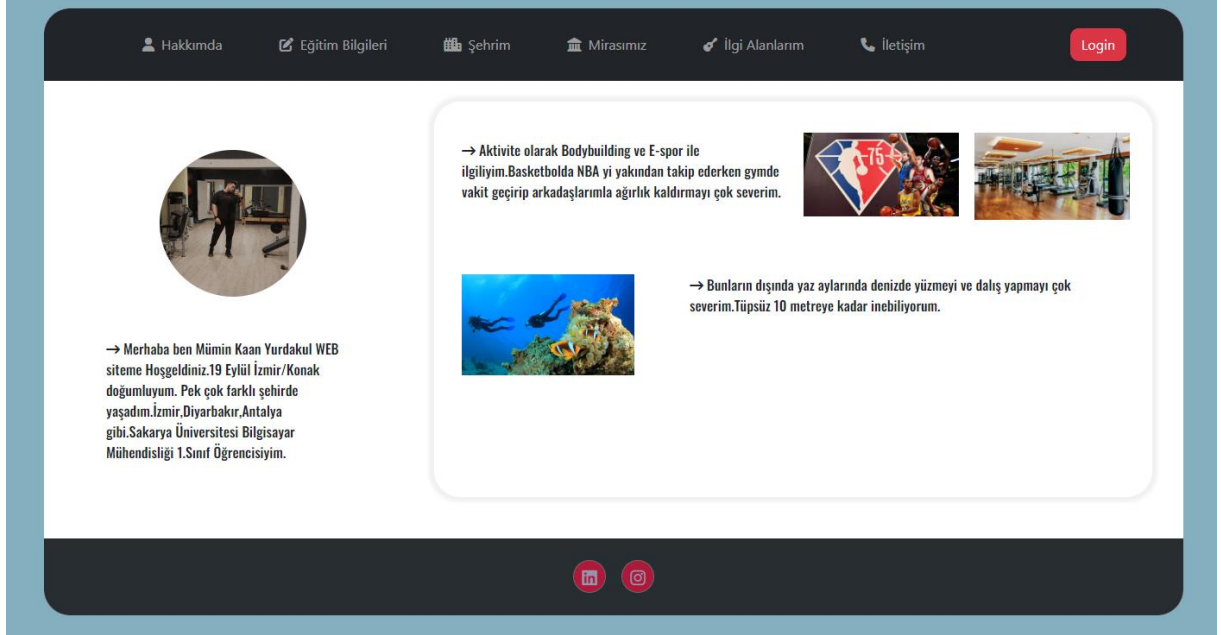 Hakkımda
Eğitim Bilgileri
Şehrim
Mirasımız
İlgi Alanlarım
İletişim
Login
→ Merhaba ben Mümin Kaan Yurdakul WEB
siteme Hoşgeldiniz.19 Eylül İzmir/Konak
doğumluyum. Pek çok farklı şehirde
yaşadım.İzmir,Diyarbakır,Antalya
gibi.Sakarya Üniversitesi Bilgisayar
Mühendisliği 1.Sınıf Öğrencisiyim.
→ Aktivite olarak Bodybuilding ve E-spor ile
ilgiliyim.Basketbolda NBA yi yakından takip ederken gymde
vakit geçirip arkadaşlarımla ağırlık kaldırmayı çok severim.
75
→ Bunların dışında yaz aylarında denizde yüzmeyi ve dalış yapmayı çok
severim.Tüpsüz 10 metreye kadar inebiliyorum.
in